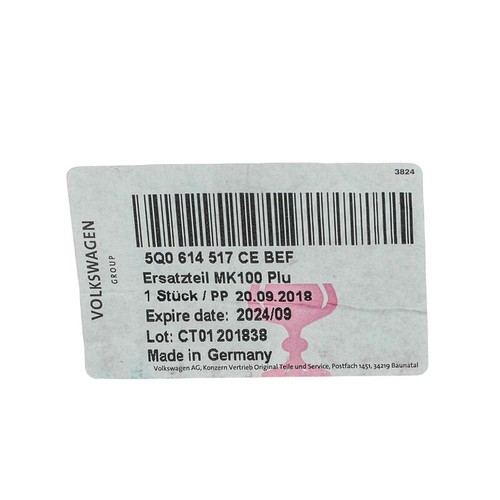 3824
VOLKSWAGEN
GROUP
5Q0 614 517 CE BEF
Ersatzteil MK100 Plu
1 Stück / PP 20.09.2018
Expire date: 2024/09
Lot: CT01 201838
Made in Germany
Volkswagen AG, Konzern Vertrieb Original Teile und Service, Postfach 1451, 34219 Baunatal